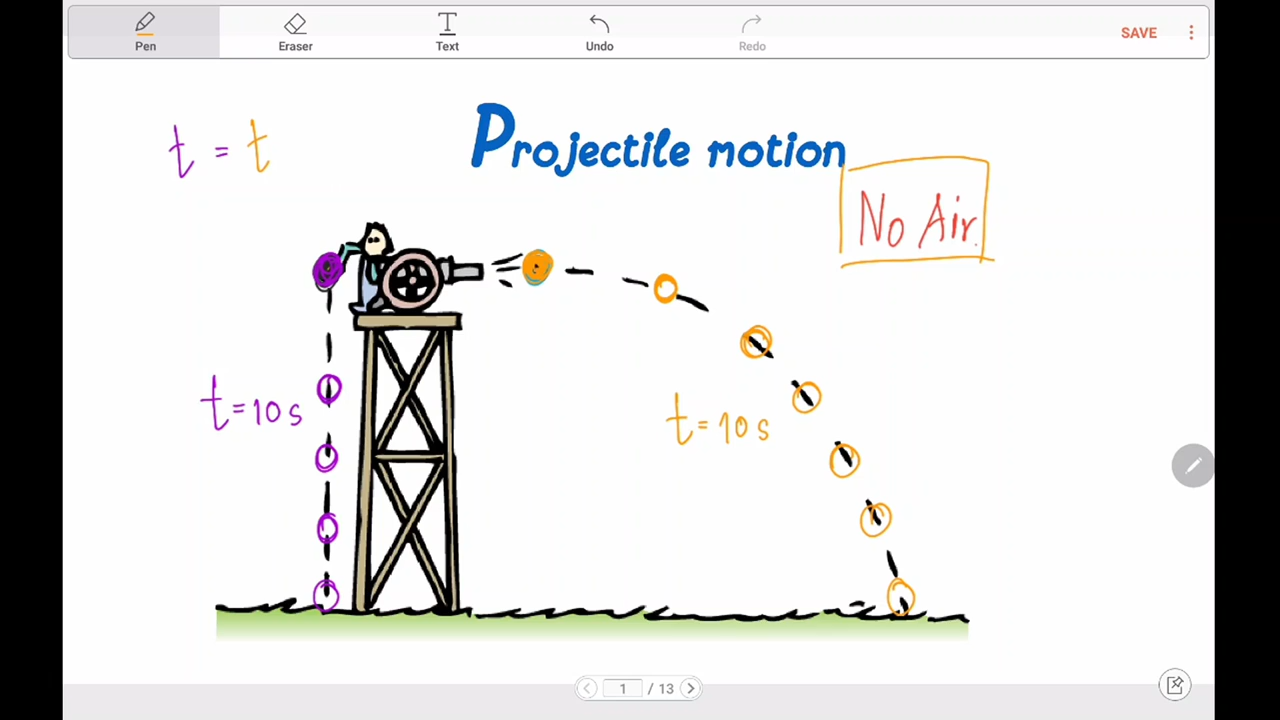 Pen
Eraser
Text
Undo
Redo
SAVE
t = t
Projectile motion
No Air.
t = 10 s
t = 10 s
1 / 13